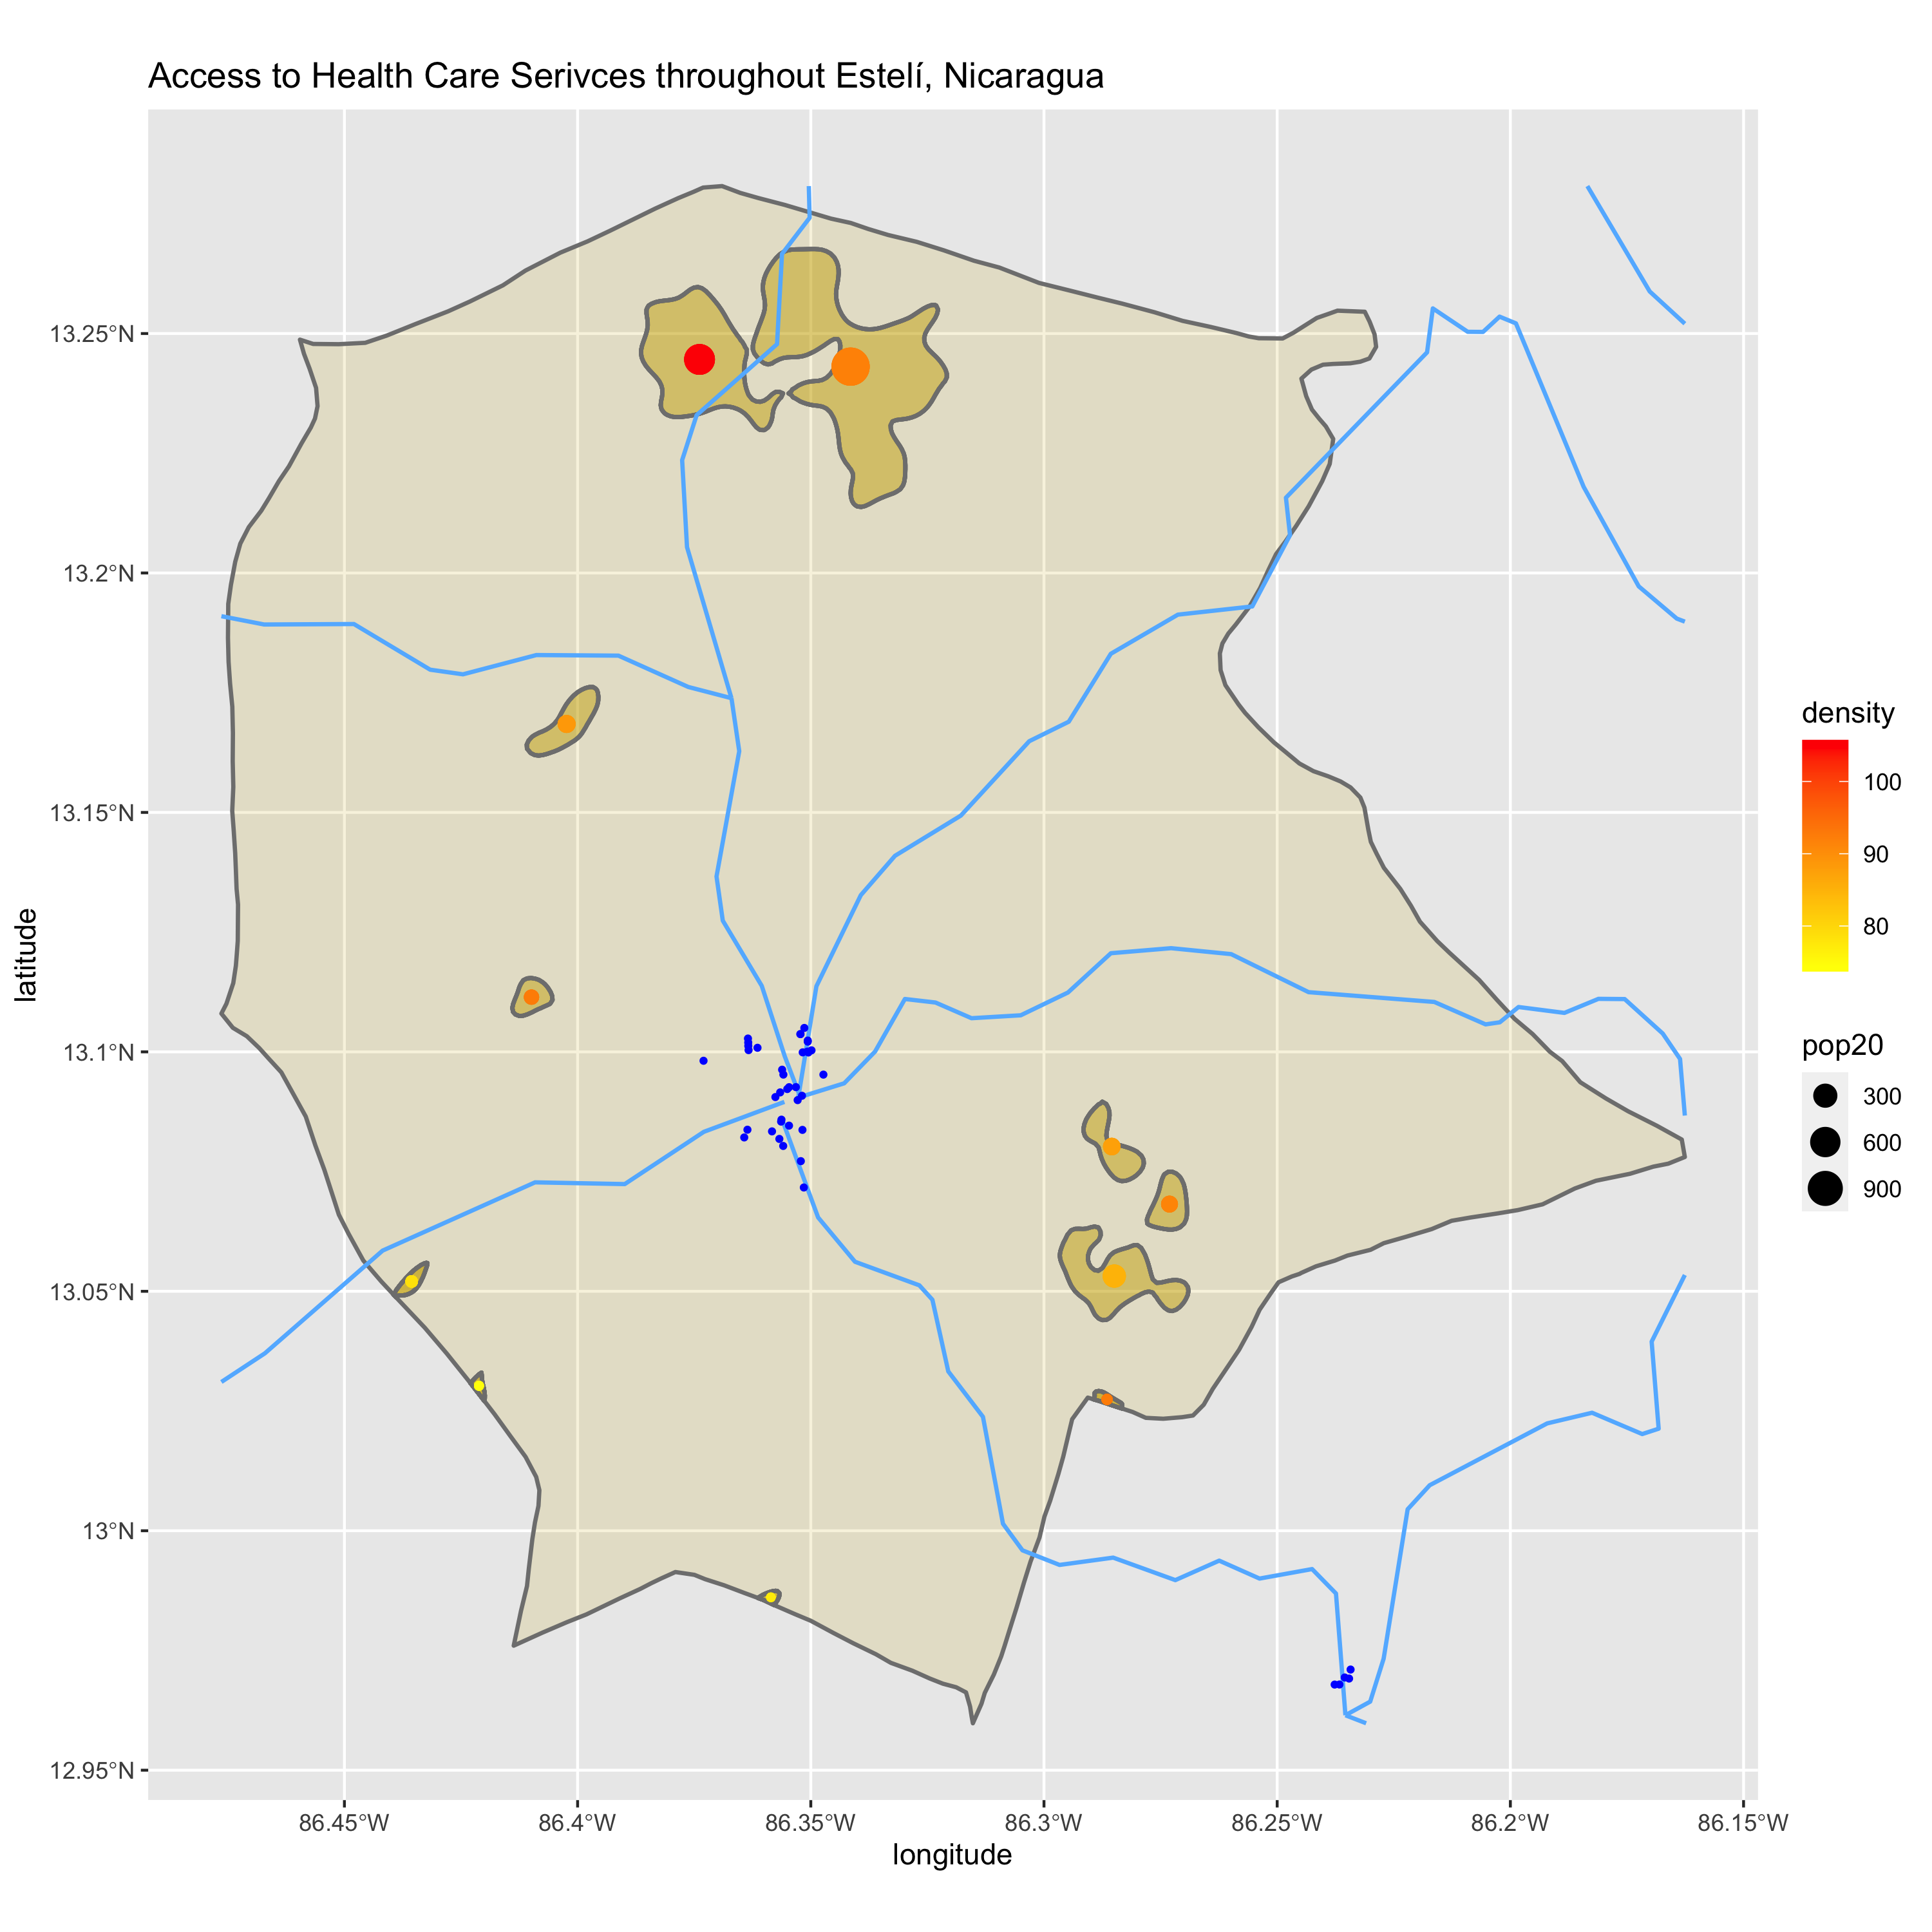 Access to Health Care Serivces throughout Estelí, Nicaragua
13.25°N
13.2°N
13.15°N
13.1°N
13.05°N
13°N
12.95°N
latitude
86.45°W 86.4°W 86.35°W 86.3°W 86.25°W 86.2°W 86.15°W
longitude
density
100
90
80
pop20
300
600
900